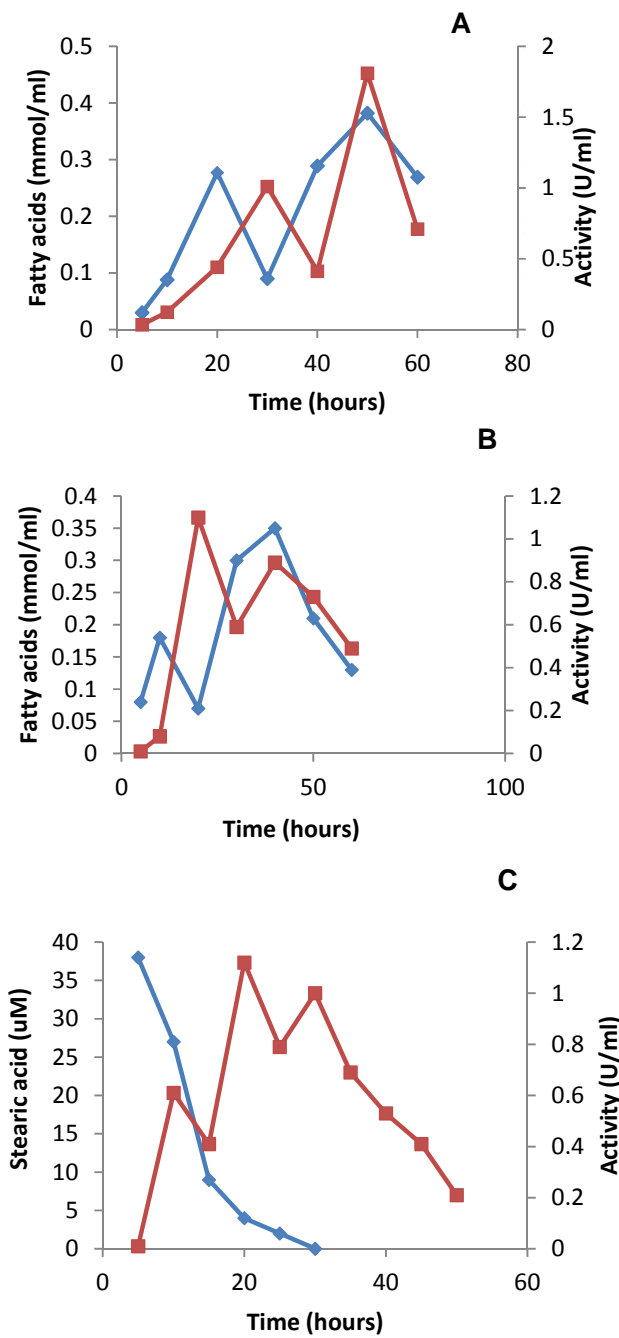 A
Fatty acids (mmol/ml)
0.5
0.4
0.3
0.2
0.1
0
2
1.5
1
0.5
0
Activity (U/ml)
0 20 40 60 80
Time (hours)
B
Fatty acids (mmol/ml)
0.4
0.35
0.3
0.25
0.2
0.15
0.1
0.05
0
1.2
1
0.8
0.6
0.4
0.2
0
Activity (U/ml)
0 50 100
Time (hours)
C
Stearic acid (uM)
40
35
30
25
20
15
10
5
0
1.2
1
0.8
0.6
0.4
0.2
0
Activity (U/ml)
0 20 40 60
Time (hours)